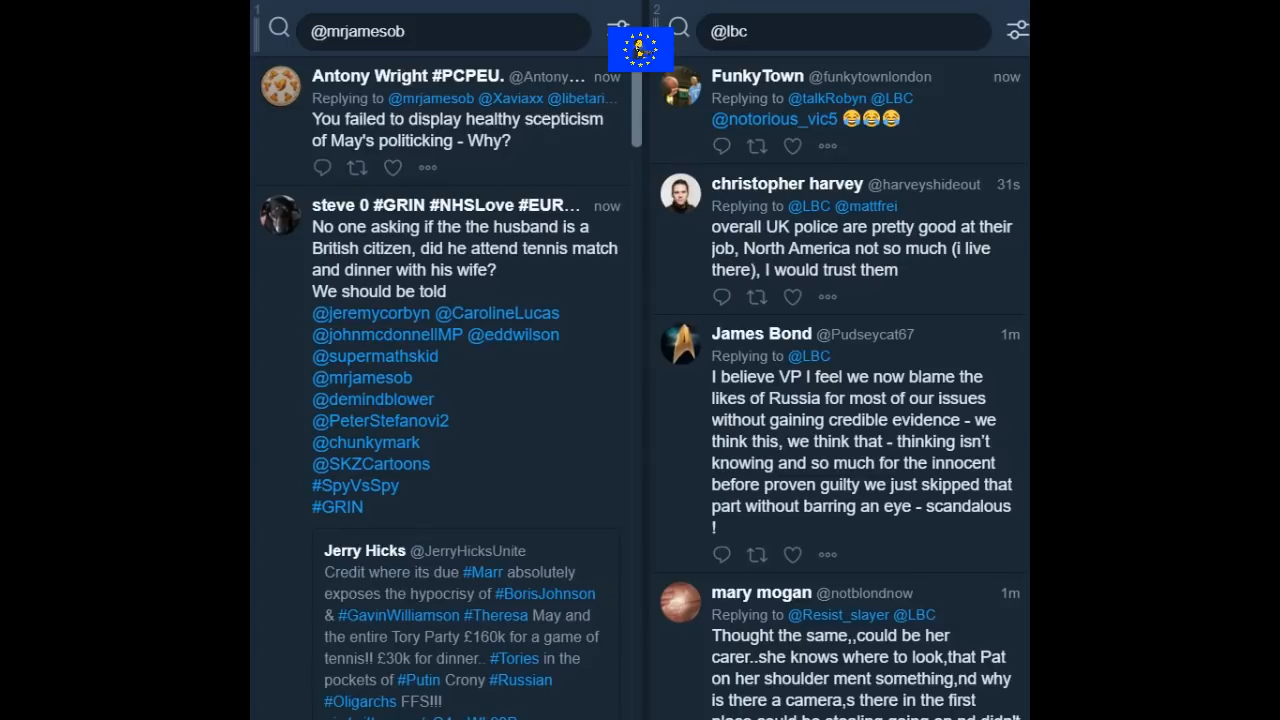 1
@mrjamesob
Antony Wright #PCPEU. @Antony... now
Replying to @mrjamesob @Xaviaxx @libetari...
You failed to display healthy scepticism
of May's politicking - Why?
steve 0 #GRIN #NHSLove #EUR... now
No one asking if the the husband is a
British citizen, did he attend tennis match
and dinner with his wife?
We should be told
@jeremycorbyn @CarolineLucas
@johnmcdonnellMP @eddwilson
@supermathskid
@mrjamesob
@demindblower
@PeterStefanovi2
@chunkymark
@SKZCartoons
#SpyVsSpy
#GRIN
Jerry Hicks @JerryHicksUnite
Credit where its due #Marr absolutely
exposes the hypocrisy of #BorisJohnson
& #GavinWilliamson #Theresa May and
the entire Tory Party £160k for a game of
tennis!! £30k for dinner.. #Tories in the
pockets of #Putin Crony #Russian
#Oligarchs FFS!!!
2
@lbc
FunkyTown @funkytownlondon now
Replying to @talkRobyn @LBC
@notorious_vic5 😂😂😂
christopher harvey @harveyshideout 31s
Replying to @LBC @mattfrei
overall UK police are pretty good at their
job, North America not so much (i live
there), I would trust them
James Bond @Pudseycat67 1m
Replying to @LBC
I believe VP I feel we now blame the
likes of Russia for most of our issues
without gaining credible evidence - we
think this, we think that - thinking isn't
knowing and so much for the innocent
before proven guilty we just skipped that
part without barring an eye - scandalous
!
mary mogan @notblondnow 1m
Replying to @Resist_slayer @LBC
Thought the same,,could be her
carer..she knows where to look,that Pat
on her shoulder ment something,nd why
is there a camera,s there in the first
place could be stealing going on nd didn't